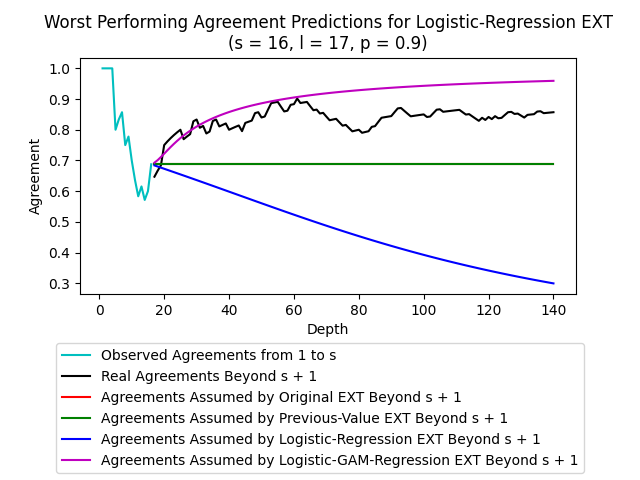 Worst Performing Agreement Predictions for Logistic-Regression EXT
(s = 16, l = 17, p = 0.9)
1.0
0.9
0.8
0.7
0.6
0.5
0.4
0.3
Agreement
0 20 40 60 80 100 120 140
Depth
Observed Agreements from 1 to s
Real Agreements Beyond s + 1
Agreements Assumed by Original EXT Beyond s + 1
Agreements Assumed by Previous-Value EXT Beyond s + 1
Agreements Assumed by Logistic-Regression EXT Beyond s + 1
Agreements Assumed by Logistic-GAM-Regression EXT Beyond s + 1